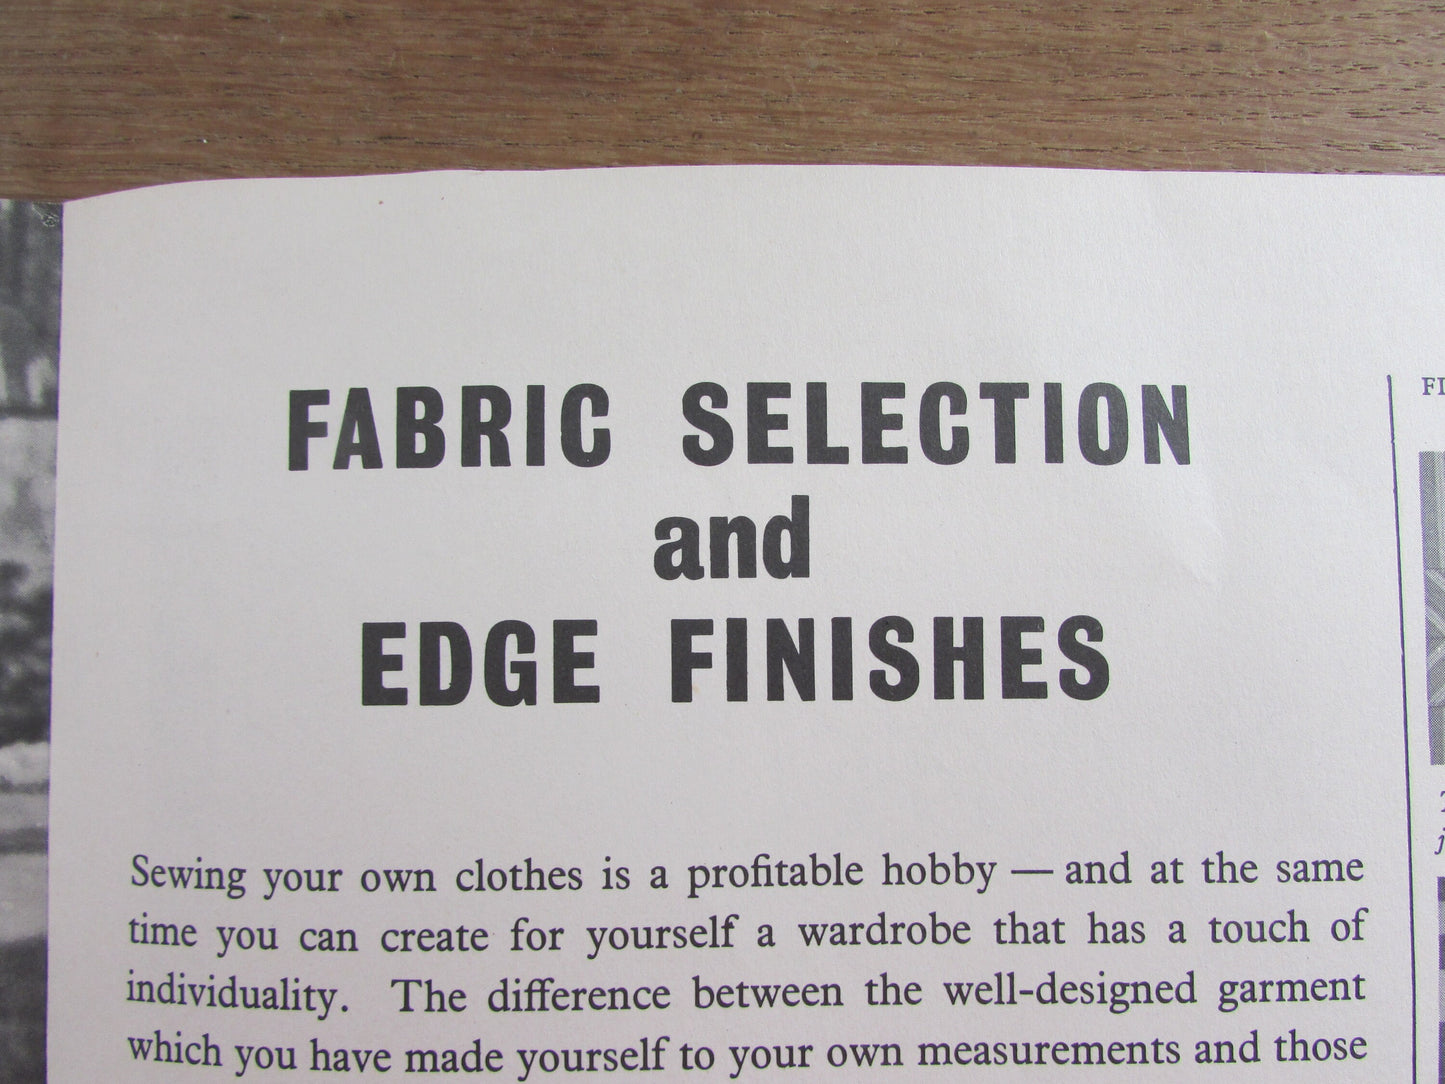 FABRIC SELECTION
and
EDGE FINISHES
Sewing your own clothes is a profitable hobby — and at the same
time you can create for yourself a wardrobe that has a touch of
individuality. The difference between the well-designed garment
which you have made yourself to your own measurements and those